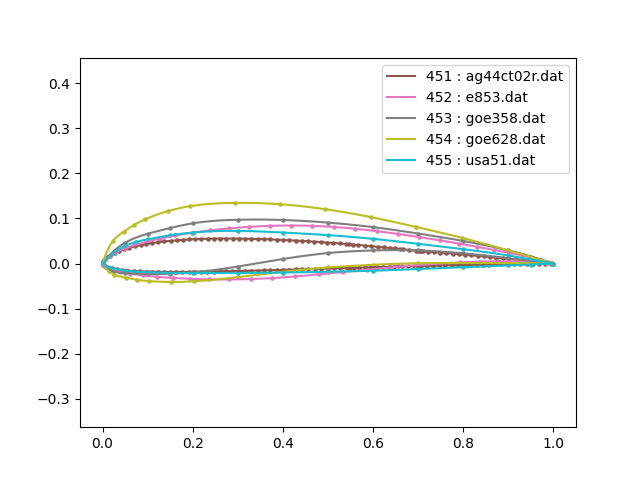 0.4
0.3
0.2
0.1
0.0
−0.1
−0.2
−0.3
0.0
0.2
0.4
0.6
0.8
1.0
451 : ag44ct02r.dat
452 : e853.dat
453 : goe358.dat
454 : goe628.dat
455 : usa51.dat